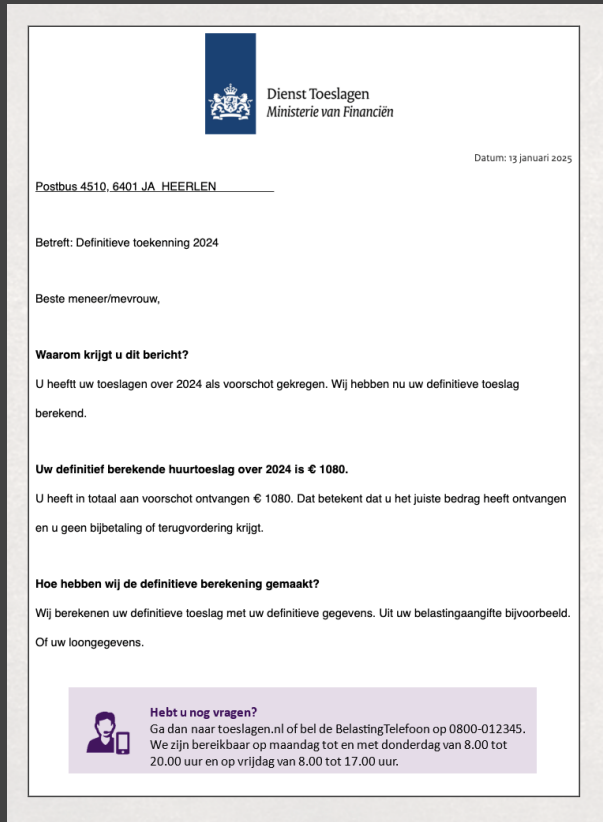 Dienst Toeslagen
Ministerie van Financiën
Datum: 13 januari 2025
Postbus 4510, 6401 JA  HEERLEN
Betreft: Definitieve toekenning 2024
Beste meneer/mevrouw,
Waarom krijgt u dit bericht?
U heeftt uw toeslagen over 2024 als voorschot gekregen. Wij hebben nu uw definitieve toeslag
berekend.
Uw definitief berekende huurtoeslag over 2024 is € 1080.
U heeft in totaal aan voorschot ontvangen € 1080. Dat betekent dat u het juiste bedrag heeft ontvangen
en u geen bijbetaling of terugvordering krijgt.
Hoe hebben wij de definitieve berekening gemaakt?
Wij berekenen uw definitieve toeslag met uw definitieve gegevens. Uit uw belastingaangifte bijvoorbeeld.
Of uw loongegevens.
Hebt u nog vragen?
Ga dan naar toeslagen.nl of bel de BelastingTelefoon op 0800-012345.
We zijn bereikbaar op maandag tot en met donderdag van 8.00 tot
20.00 uur en op vrijdag van 8.00 tot 17.00 uur.